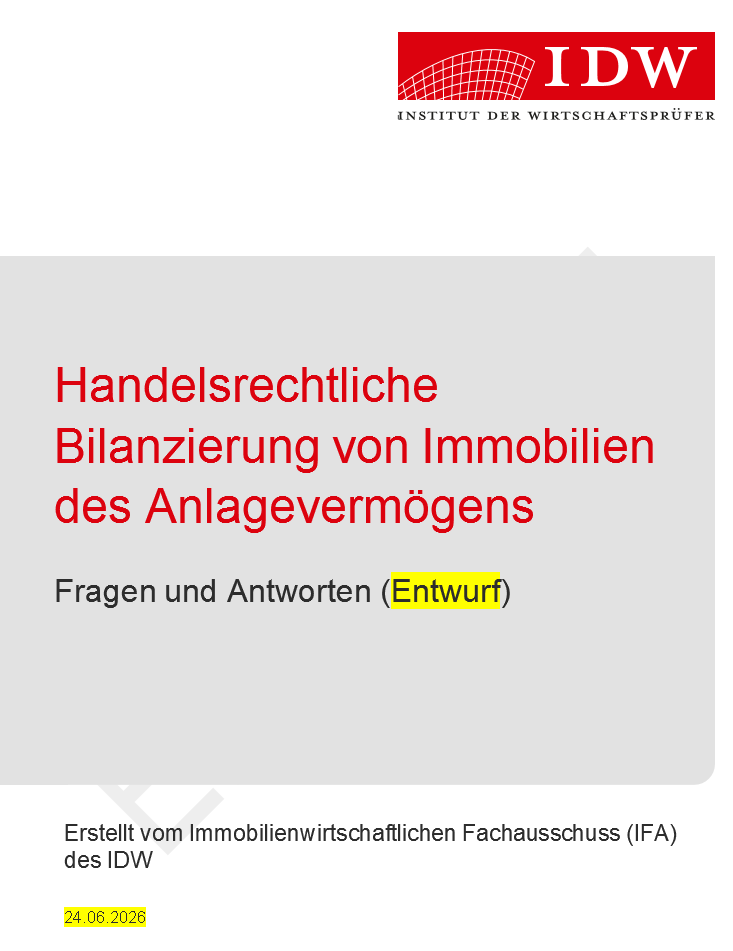 IDW
INSTITUT DER WIRTSCHAFTSPRÜFER
Handelsrechtliche
Bilanzierung von Immobilien
des Anlagevermögens
Fragen und Antworten (Entwurf)
Erstellt vom Immobilienwirtschaftlichen Fachausschuss (IFA)
des IDW
24.06.2026